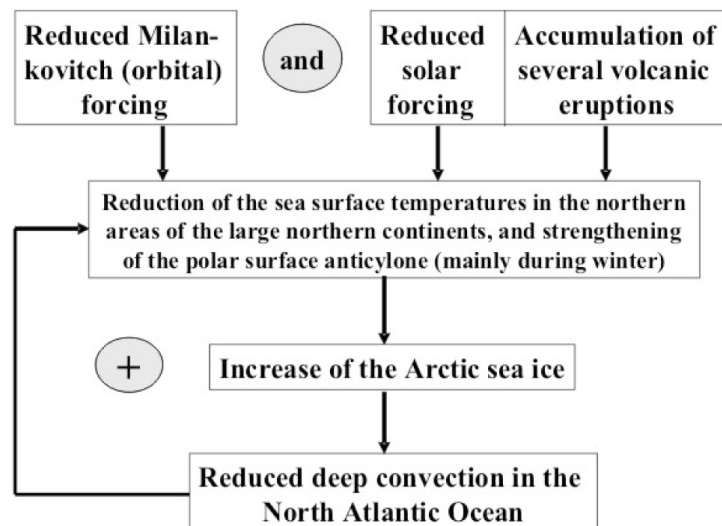 Reduced Milan-
kovitch (orbital)
forcing
and
Reduced
solar
forcing
Accumulation of
several volcanic
eruptions
Reduction of the sea surface temperatures in the northern
areas of the large northern continents, and strengthening
of the polar surface anticylone (mainly during winter)
+
Increase of the Arctic sea ice
Reduced deep convection in the
North Atlantic Ocean